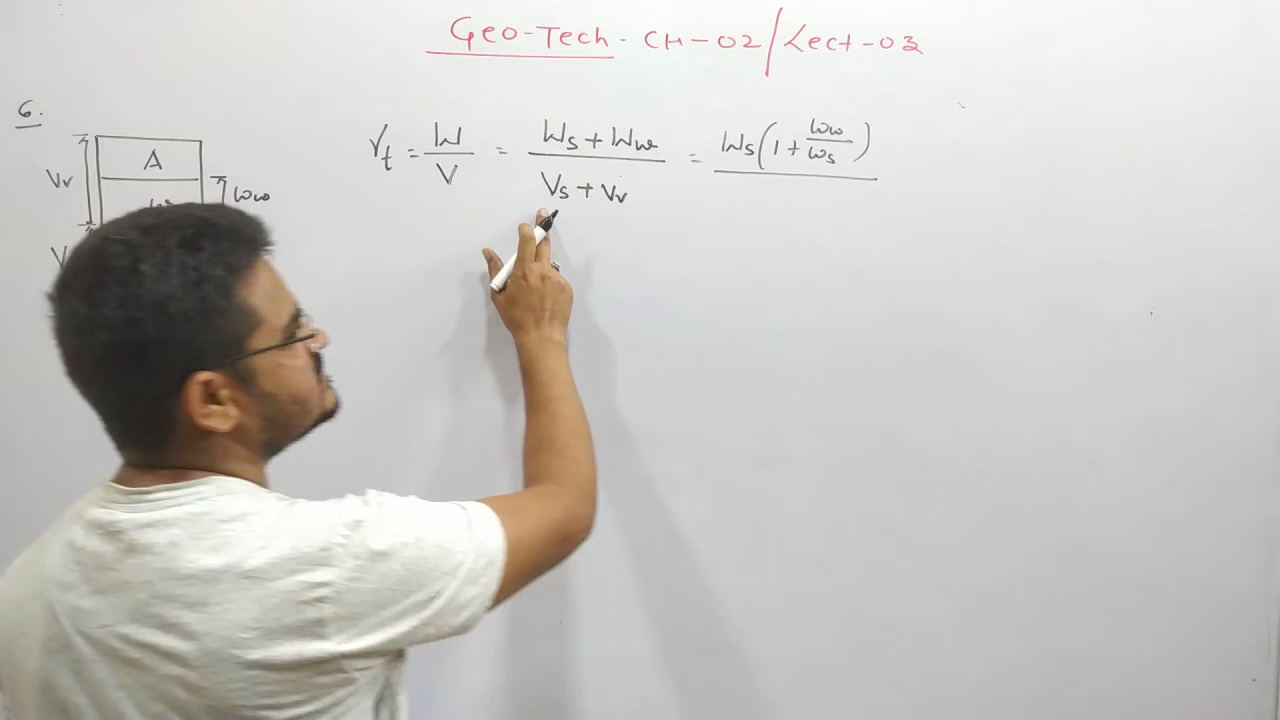 Geo-Tech. CH-02/Lect-03
6.
γt = W/V = Ws + Ww / Vs + Vv = Ws(1 + ww/ws)
A
Vv
Ww
V